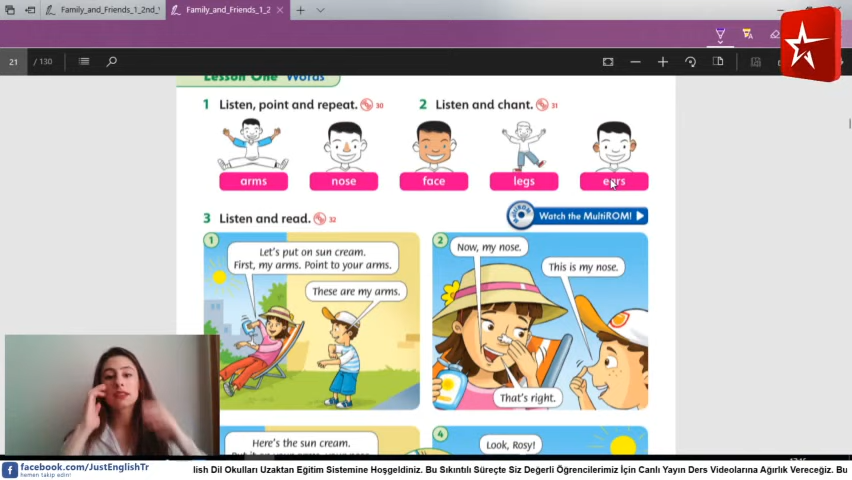 Family_and_Friends_1_2nd_
Family_and_Friends_1_2
21 / 130
Lesson One Words
1 Listen, point and repeat. 30
2 Listen and chant. 31
arms
nose
face
legs
ears
3 Listen and read. 32
Watch the MultiROM!
1
Let's put on sun cream.
First, my arms. Point to your arms.
These are my arms.
2
Now, my nose.
This is my nose.
That's right.
Here's the sun cream.
4
Look, Rosy!
facebook.com/JustEnglishTr
hemen takip edin!
lish Dil Okulları Uzaktan Eğitim Sistemine Hoşgeldiniz. Bu Sıkıntılı Süreçte Siz Değerli Öğrencilerimiz İçin Canlı Yayın Ders Videolarına Ağırlık Vereceğiz. Bu